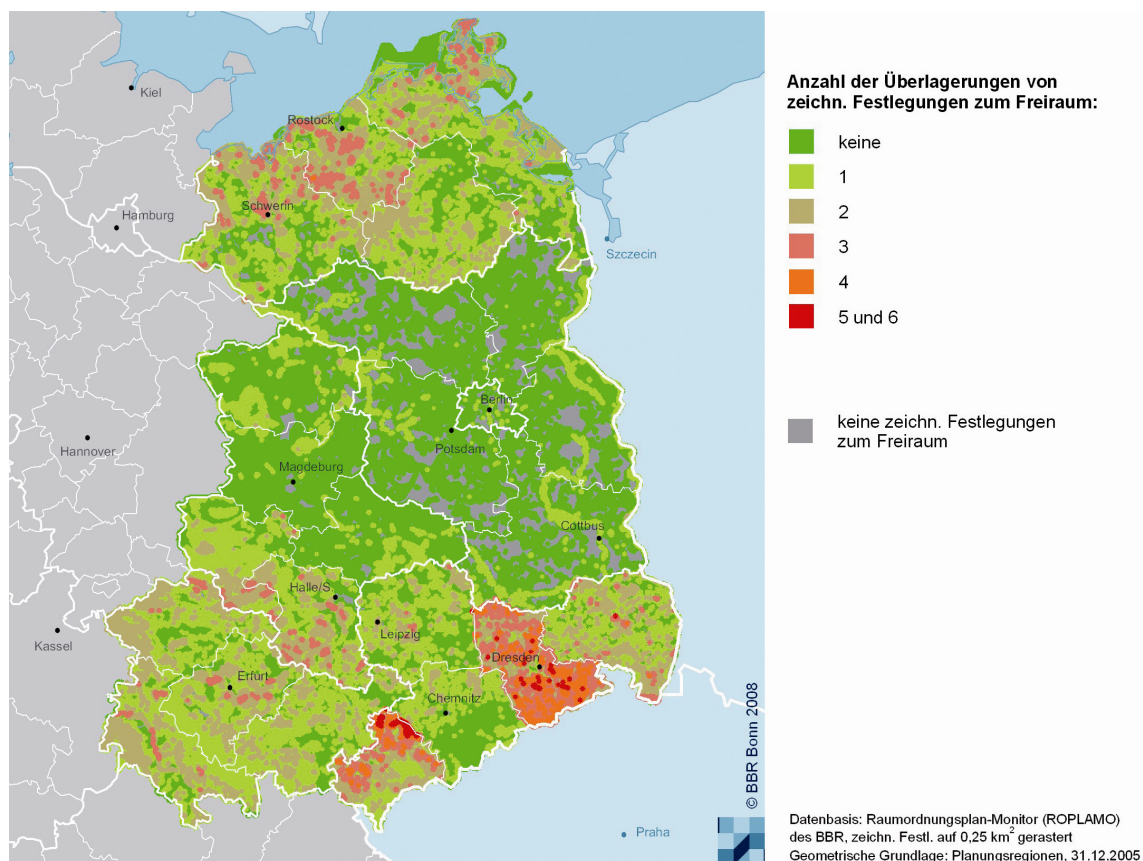 Kiel
Rostock
Schwerin
Hamburg
Szczecin
Berlin
Potsdam
Hannover
Magdeburg
Cottbus
Halle/S.
Leipzig
Kassel
Dresden
Erfurt
Chemnitz
Praha
© BBR Bonn 2008
Anzahl der Überlagerungen von
zeichn. Festlegungen zum Freiraum:
keine
1
2
3
4
5 und 6
keine zeichn. Festlegungen
zum Freiraum
Datenbasis: Raumordnungsplan-Monitor (ROPLAMO)
des BBR, zeichn. Festl. auf 0,25 km² gerastert
Geometrische Grundlage: Planungsregionen, 31.12.2005